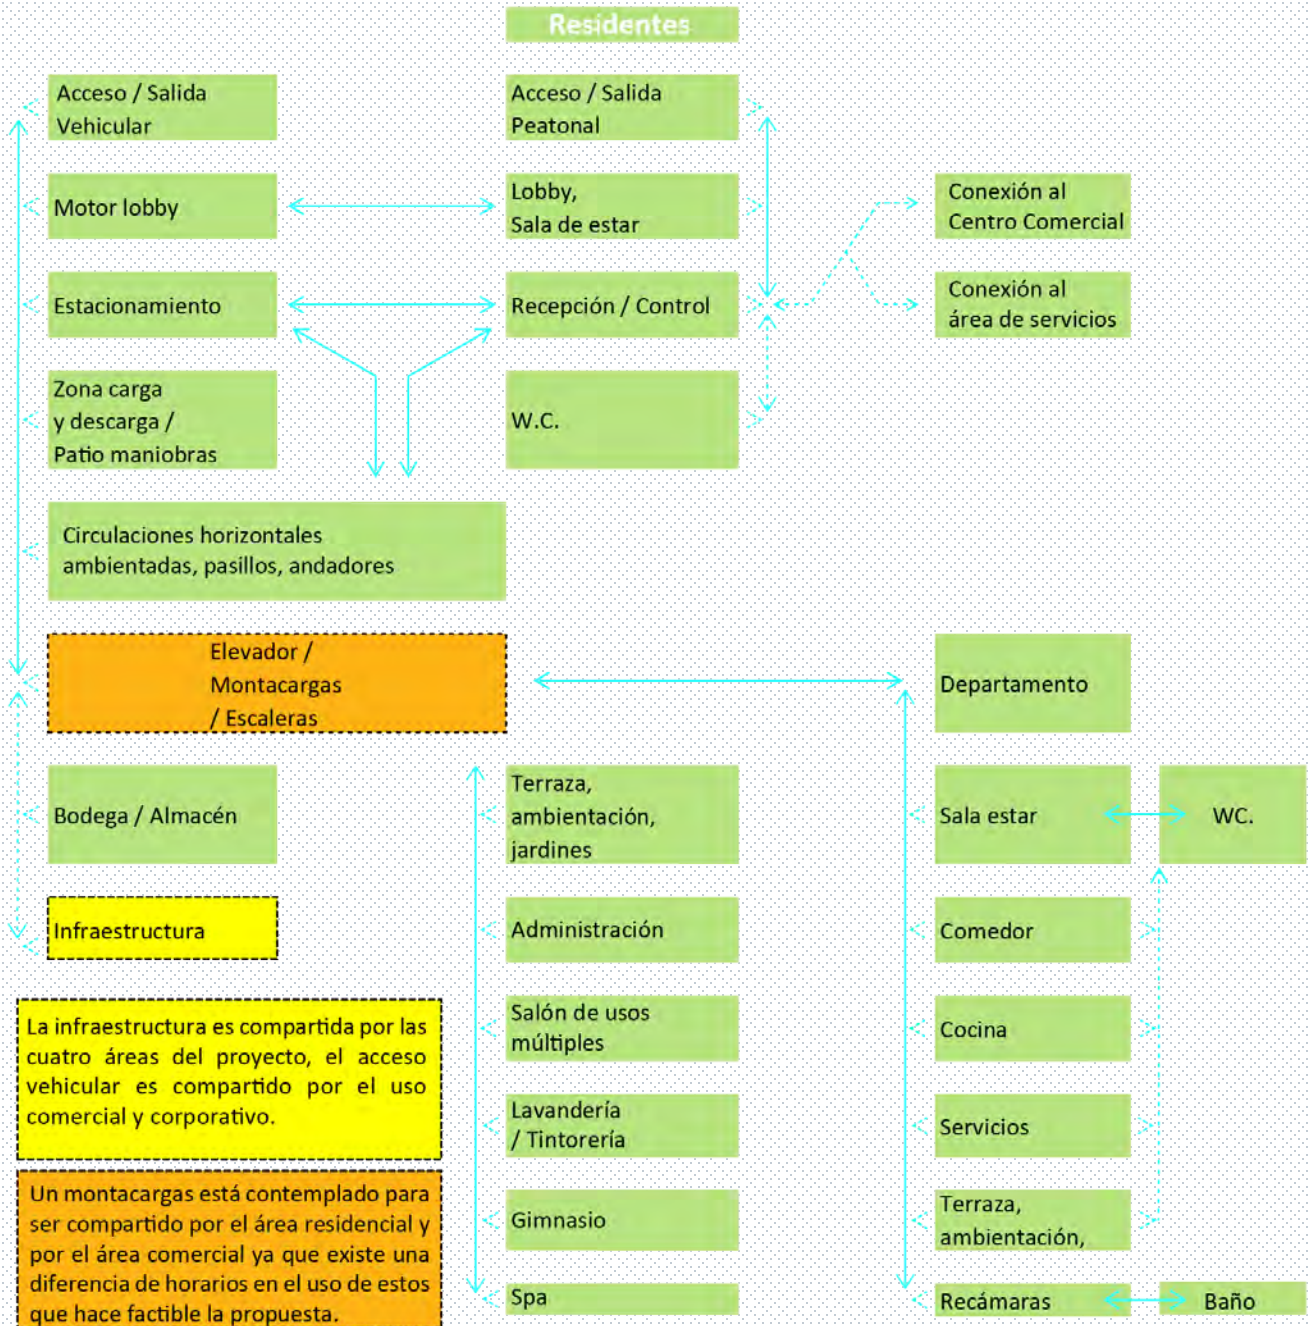 Residentes
Acceso / Salida
Vehicular
Acceso / Salida
Peatonal
Motor lobby
Lobby,
Sala de estar
Conexión al
Centro Comercial
Estacionamiento
Recepción / Control
Conexión al
área de servicios
Zona carga
y descarga /
Patio maniobras
W.C.
Circulaciones horizontales
ambientadas, pasillos, andadores
Elevador /
Montacargas
/ Escaleras
Departamento
Bodega / Almacén
Terraza,
ambientación,
jardines
Sala estar
WC.
Infraestructura
Administración
Comedor
La infraestructura es compartida por las
cuatro áreas del proyecto, el acceso
vehicular es compartido por el uso
comercial y corporativo.
Salón de usos
múltiples
Cocina
Lavandería
/ Tintorería
Servicios
Un montacargas está contemplado para
ser compartido por el área residencial y
por el área comercial ya que existe una
diferencia de horarios en el uso de estos
que hace factible la propuesta.
Gimnasio
Terraza,
ambientación,
Spa
Recámaras
Baño